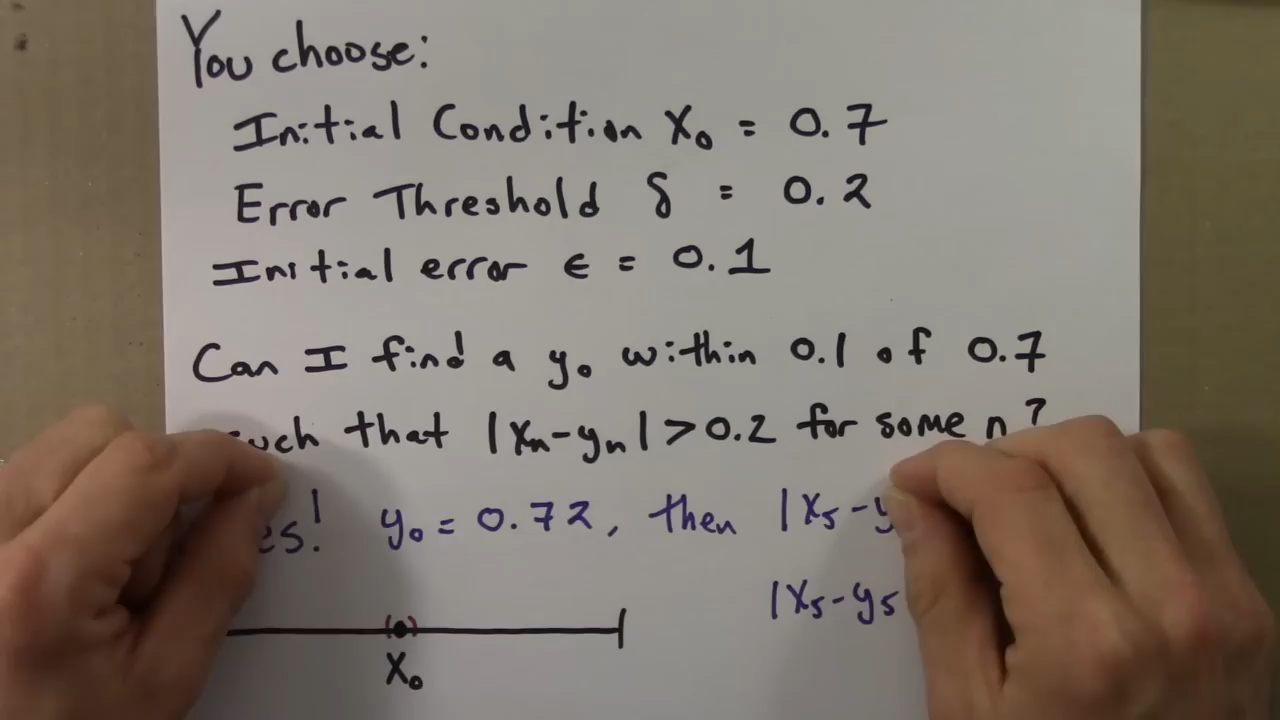 You choose:
Initial Condition x₀ = 0.7
Error Threshold δ = 0.2
Initial error ϵ = 0.1
Can I find a y₀ within 0.1 of 0.7
that |xₙ-yₙ| > 0.2 for some n?
y₀ = 0.72, then |x₅-y
|x₅-y₅
( )
x₀